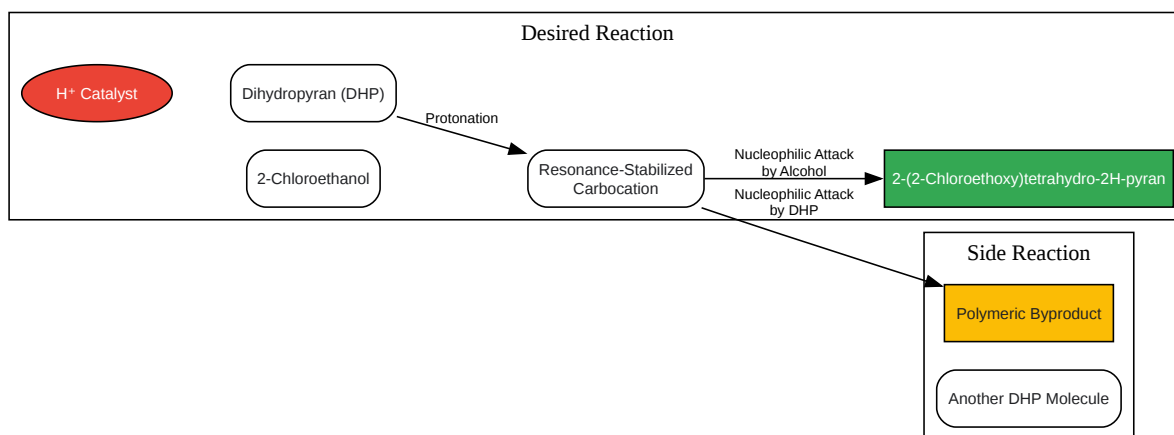 Desired Reaction
H⁺ Catalyst
Dihydropyran (DHP)
Protonation
2-Chloroethanol
Resonance-Stabilized
Carbocation
Nucleophilic Attack
by Alcohol
2-(2-Chloroethoxy)tetrahydro-2H-pyran
Nucleophilic Attack
by DHP
Side Reaction
Polymeric Byproduct
Another DHP Molecule